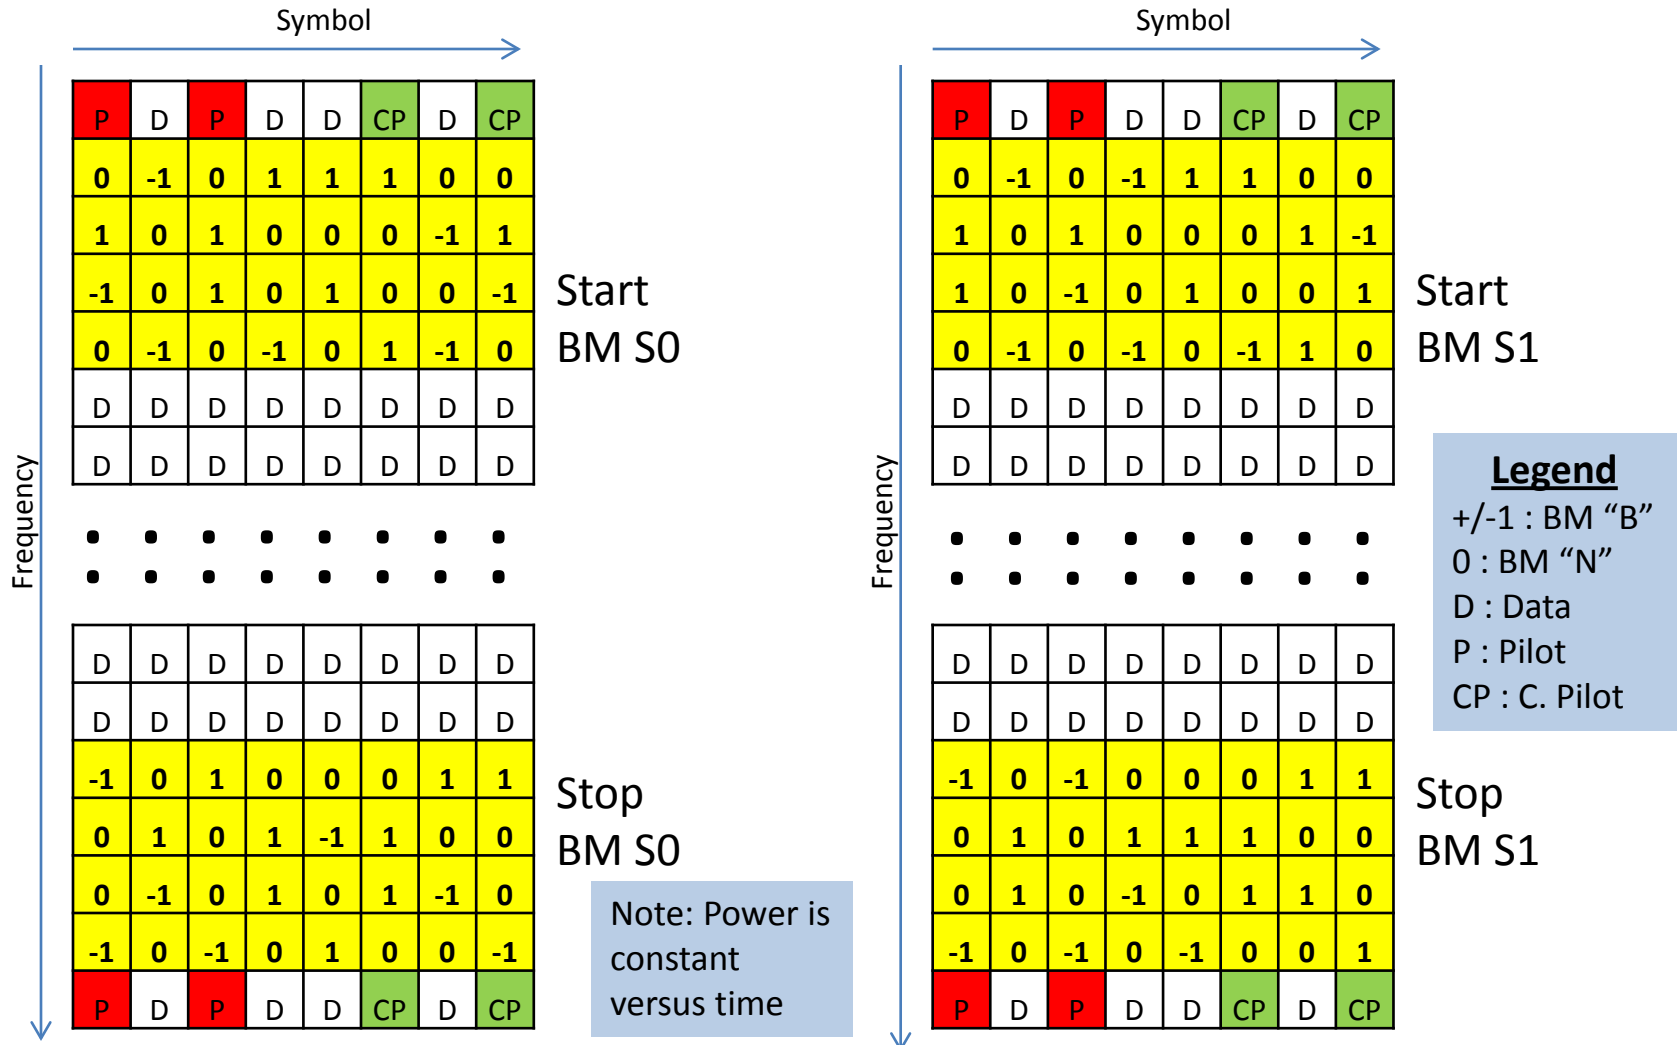 Symbol
P D P D D CP D CP
0 -1 0 1 1 1 0 0
1 0 1 0 0 0 -1 1
-1 0 1 0 1 0 0 -1
0 -1 0 -1 0 1 -1 0
D D D D D D D D
D D D D D D D D
Start
BM S0
Frequency
D D D D D D D D
D D D D D D D D
-1 0 1 0 0 0 1 1
0 1 0 1 -1 1 0 0
0 -1 0 1 0 1 -1 0
-1 0 -1 0 1 0 0 -1
P D P D D CP D CP
Stop
BM S0
Note: Power is
constant
versus time
Symbol
P D P D D CP D CP
0 -1 0 -1 1 1 0 0
1 0 1 0 0 0 1 -1
1 0 -1 0 1 0 0 1
0 -1 0 -1 0 -1 1 0
D D D D D D D D
D D D D D D D D
Start
BM S1
Frequency
D D D D D D D D
D D D D D D D D
-1 0 -1 0 0 0 1 1
0 1 0 1 1 1 0 0
0 1 0 -1 0 1 1 0
-1 0 -1 0 -1 0 0 1
P D P D D CP D CP
Stop
BM S1
Legend
+/-1 : BM “B”
0 : BM “N”
D : Data
P : Pilot
CP : C. Pilot